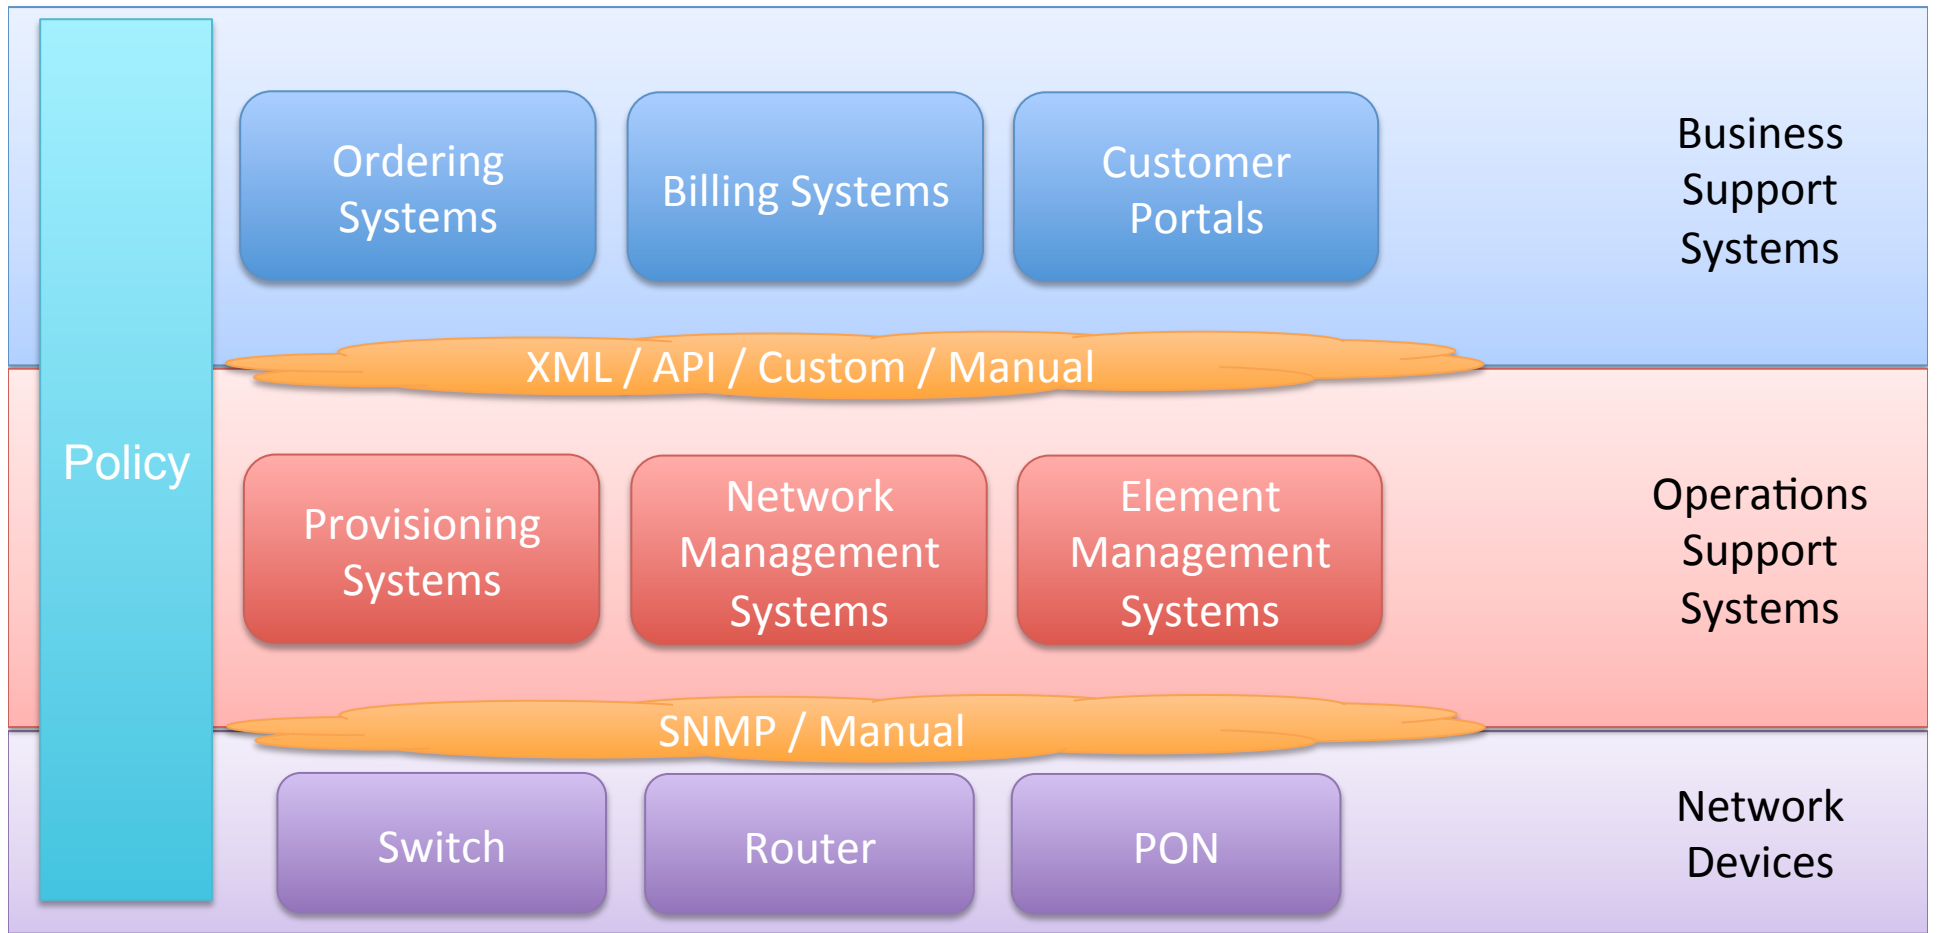 Ordering
Systems
Billing Systems
Customer
Portals
Business
Support
Systems
XML / API / Custom / Manual
Policy
Provisioning
Systems
Network
Management
Systems
Element
Management
Systems
Operations
Support
Systems
SNMP / Manual
Switch
Router
PON
Network
Devices